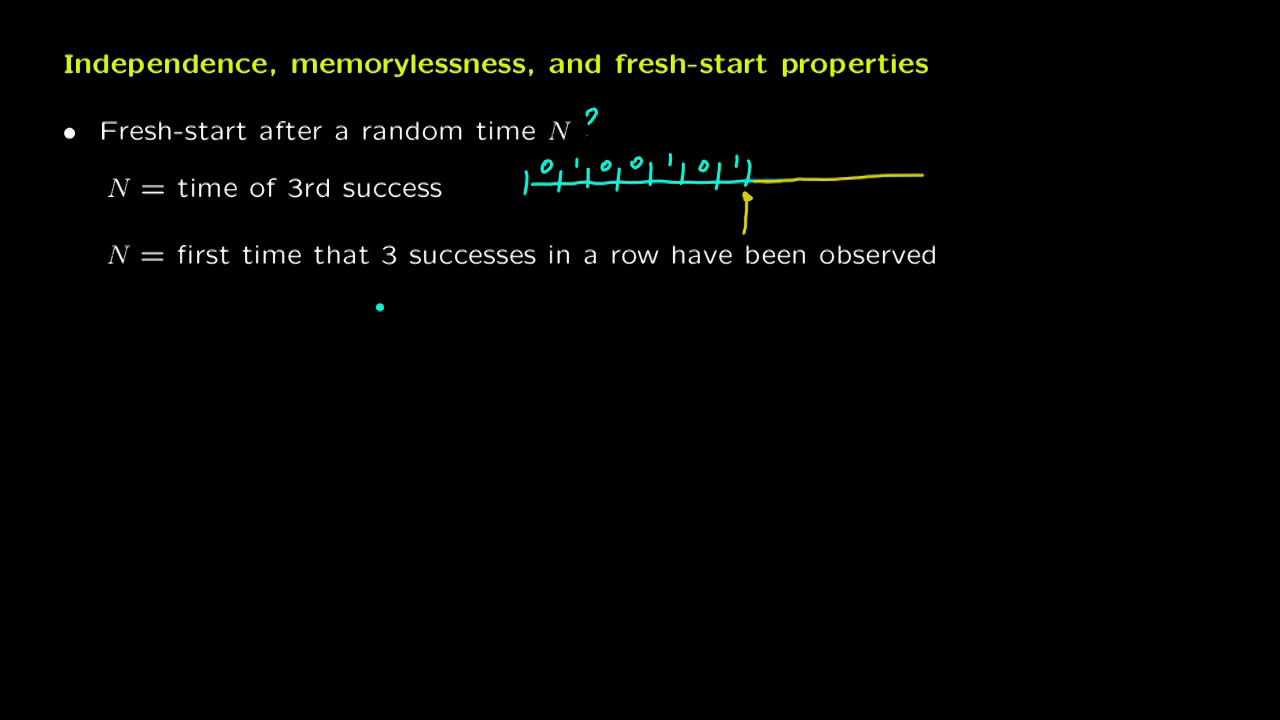 Independence, memorylessness, and fresh-start properties
• Fresh-start after a random time N ?
0 1 0 0 1 0 1
N = time of 3rd success
N = first time that 3 successes in a row have been observed